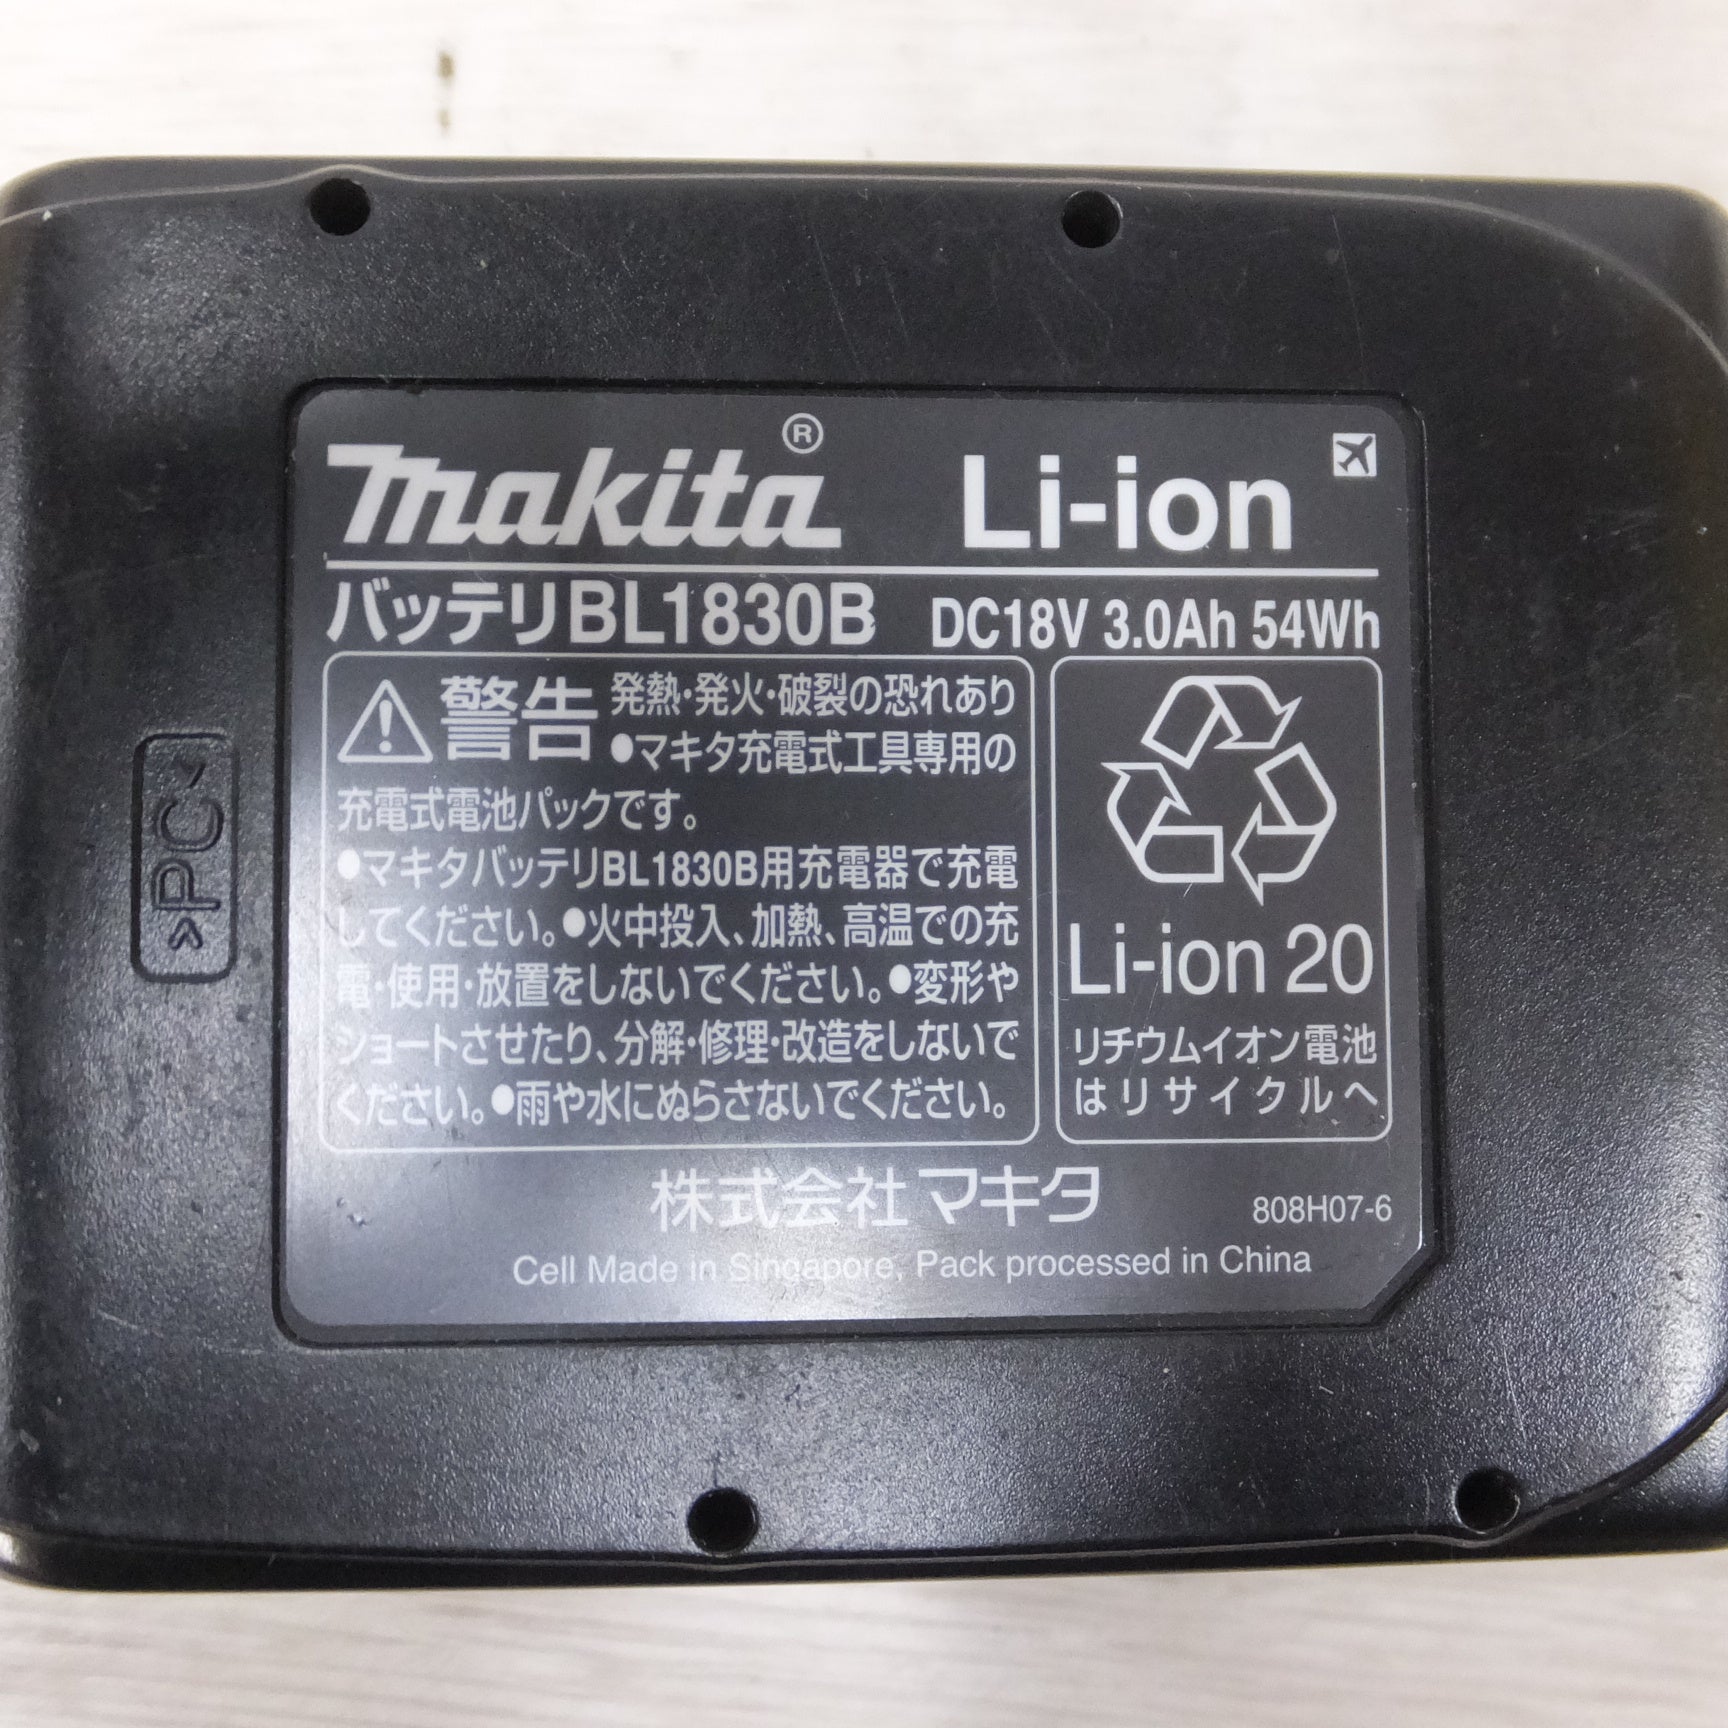 makita® Li-ion
バッテリBL1830B DC18V 3.0Ah 54Wh
警告 発熱・発火・破裂の恐れあり
●マキタ充電式工具専用の
充電式電池パックです。
●マキタバッテリBL1830B用充電器で充電
してください。●火中投入、加熱、高温での充
電・使用・放置をしないでください。●変形や
ショートさせたり、分解・修理・改造をしないで
ください。●雨や水にぬらさないでください。
Li-ion 20
リチウムイオン電池
はリサイクルへ
株式会社マキタ
808H07-6
Cell Made in Singapore, Pack processed in China
>PC<